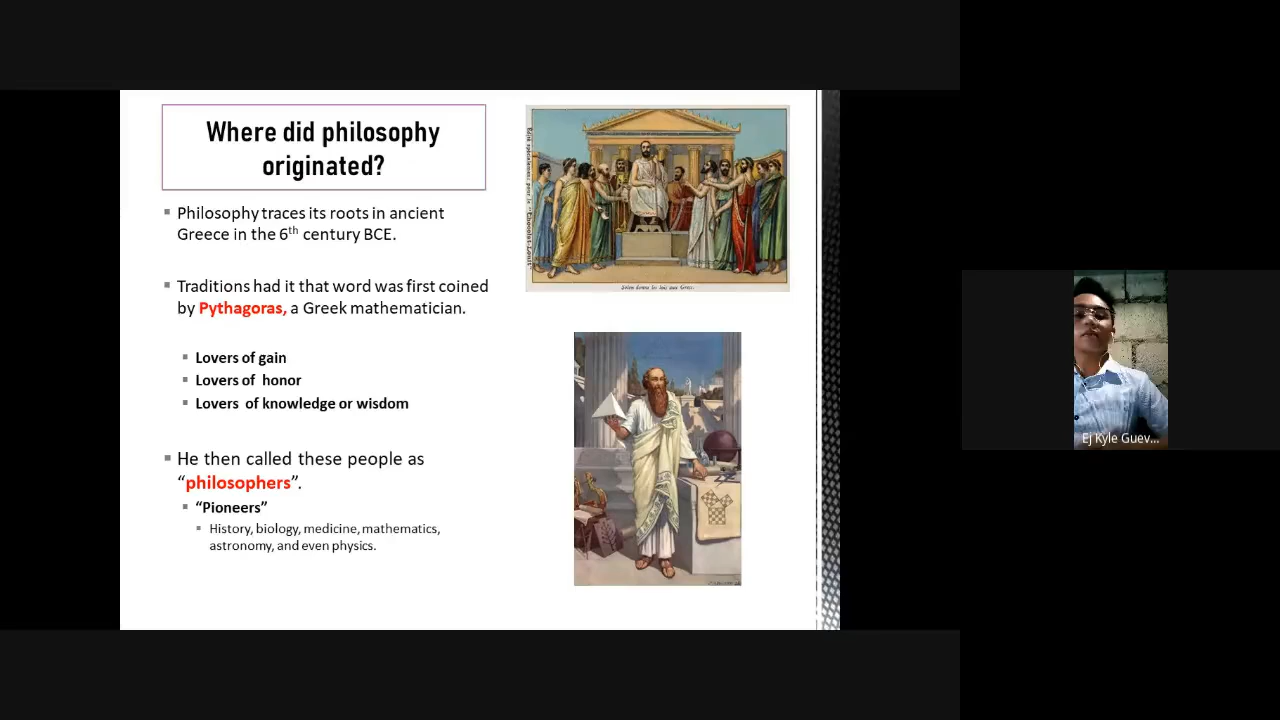 Where did philosophy
originated?
Philosophy traces its roots in ancient
Greece in the 6th century BCE.
Traditions had it that word was first coined
by Pythagoras, a Greek mathematician.
Lovers of gain
Lovers of honor
Lovers of knowledge or wisdom
He then called these people as
“philosophers”.
“Pioneers”
History, biology, medicine, mathematics,
astronomy, and even physics.
Ej Kyle Guev...